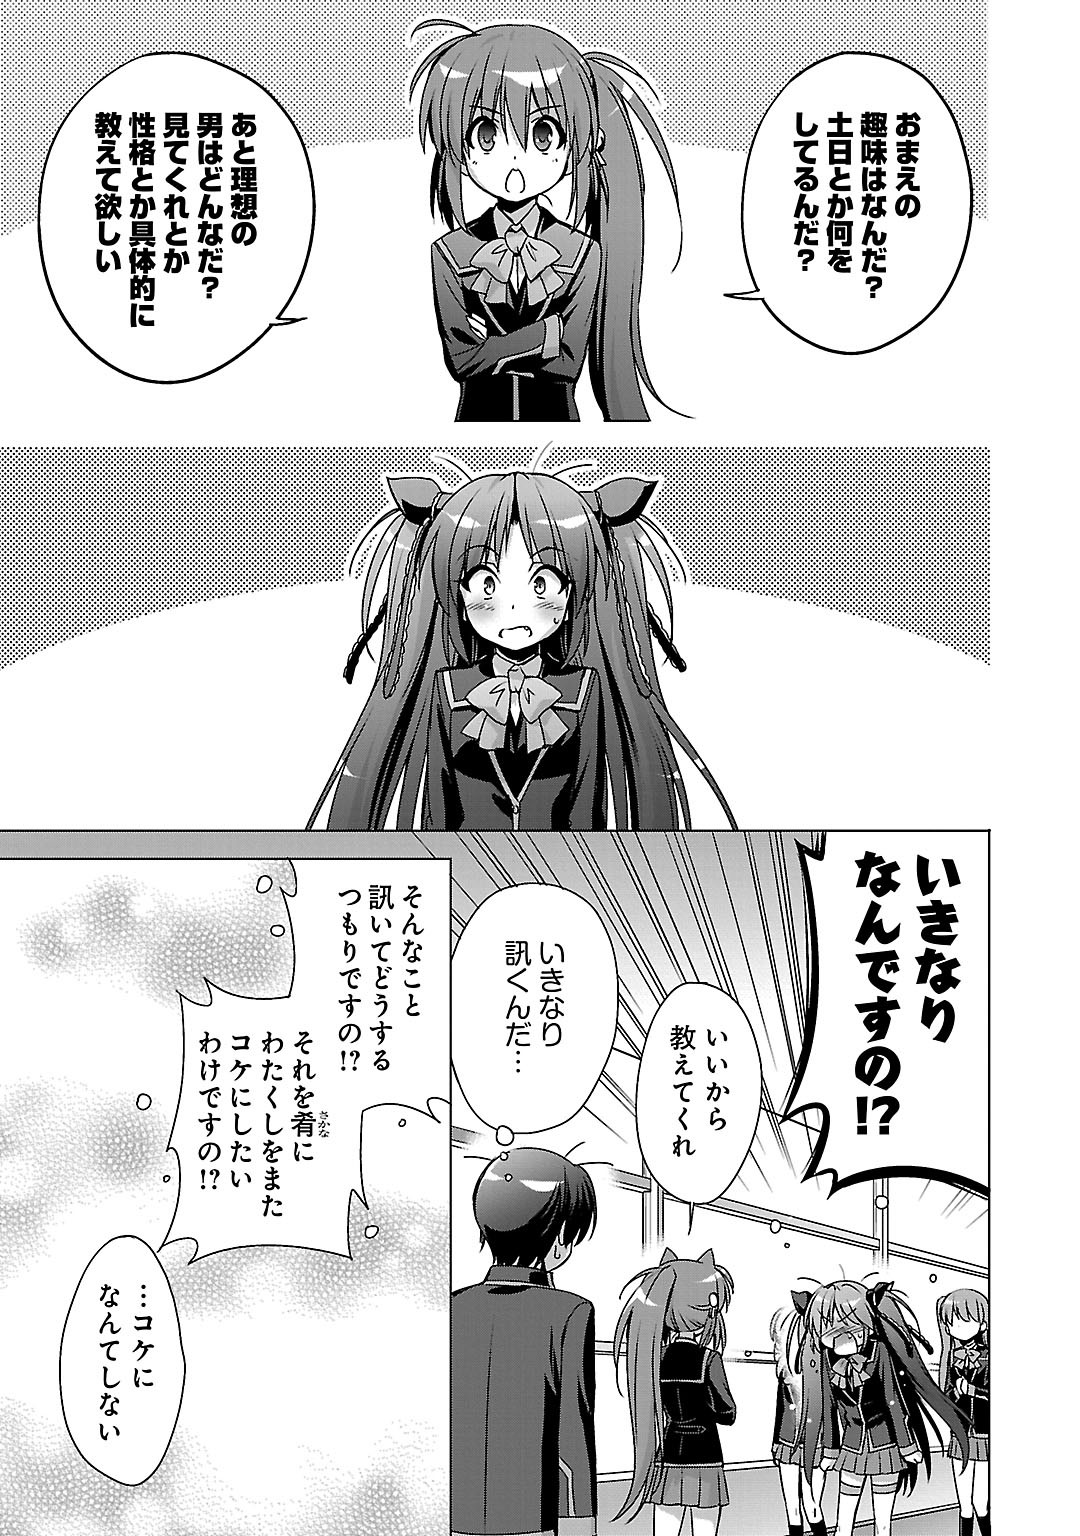 おまえの
趣味はなんだ？
土日とか何を
してるんだ？
あと理想の
男はどんなだ？
見てくれとか
性格とか具体的に
教えて欲しい
いきなり
なんですの!?
いいから
教えてくれ
いきなり
訊くんだ…
そんなこと
訊いてどうする
つもりですの!?
それを肴に
さかな
わたくしをまた
コケにしたい
わけですの!?
…コケに
なんてしない